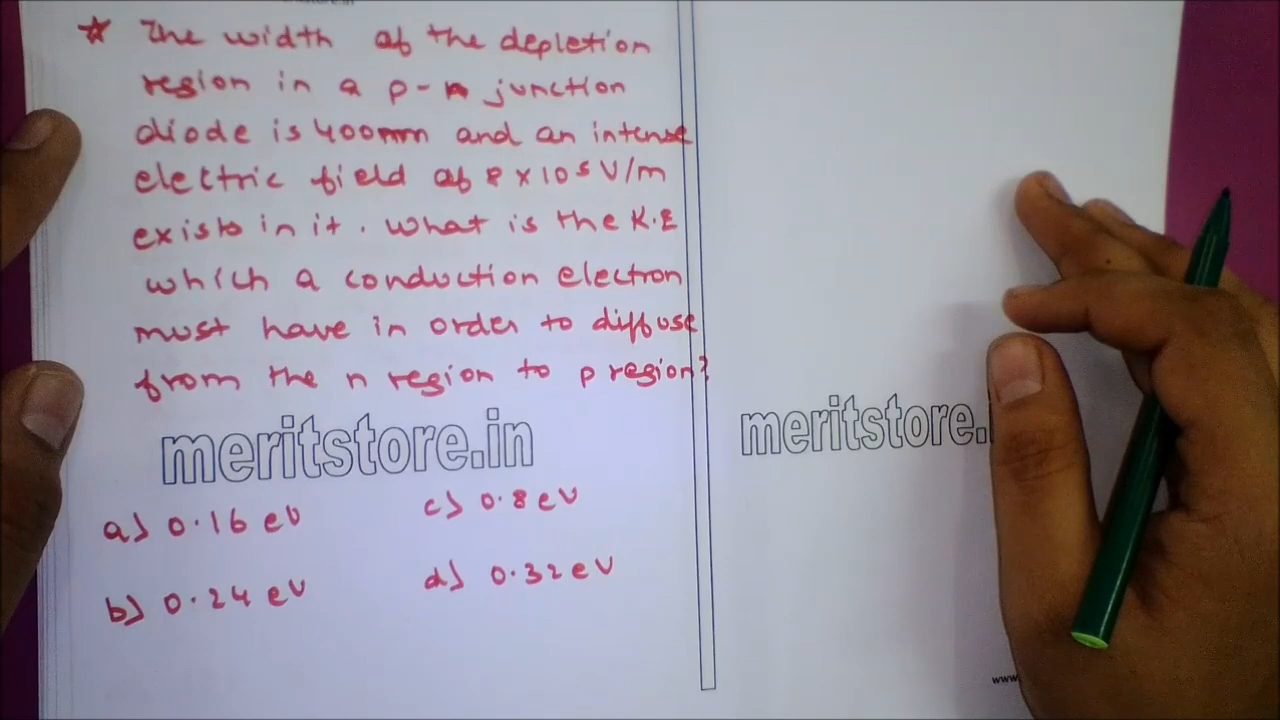 * The width of the depletion
region in a p-n junction
diode is 400nm and an intense
electric field of 8 × 10⁵ V/m
exists in it. What is the K.E
which a conduction electron
must have in order to diffuse
from the n region to p region?
meritstore.in
meritstore.
a) 0.16 eV
c) 0.8 eV
b) 0.24 eV
d) 0.32 eV
www